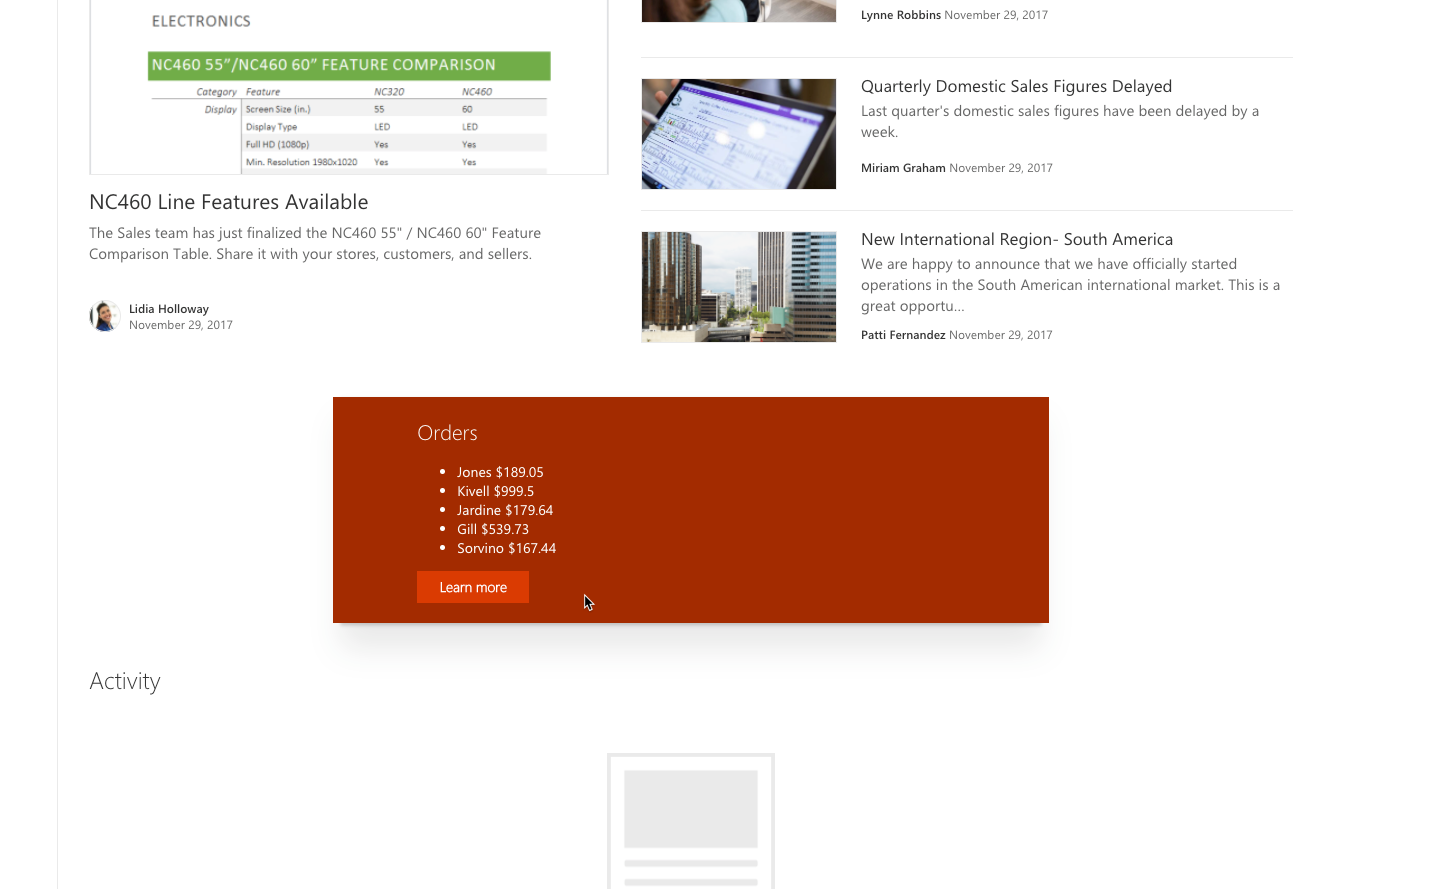 ELECTRONICS
NC460 55"/NC460 60" FEATURE COMPARISON
Category Feature NC320 NC460
Display Screen Size (in.) 55 60
Display Type LED LED
Full HD (1080p) Yes Yes
Min. Resolution 1980x1020 Yes Yes
NC460 Line Features Available
The Sales team has just finalized the NC460 55" / NC460 60" Feature
Comparison Table. Share it with your stores, customers, and sellers.
Lidia Holloway
November 29, 2017
Lynne Robbins November 29, 2017
Quarterly Domestic Sales Figures Delayed
Last quarter's domestic sales figures have been delayed by a
week.
Miriam Graham November 29, 2017
New International Region- South America
We are happy to announce that we have officially started
operations in the South American international market. This is a
great opportu...
Patti Fernandez November 29, 2017
Orders
• Jones $189.05
• Kivell $999.5
• Jardine $179.64
• Gill $539.73
• Sorvino $167.44
Learn more
Activity